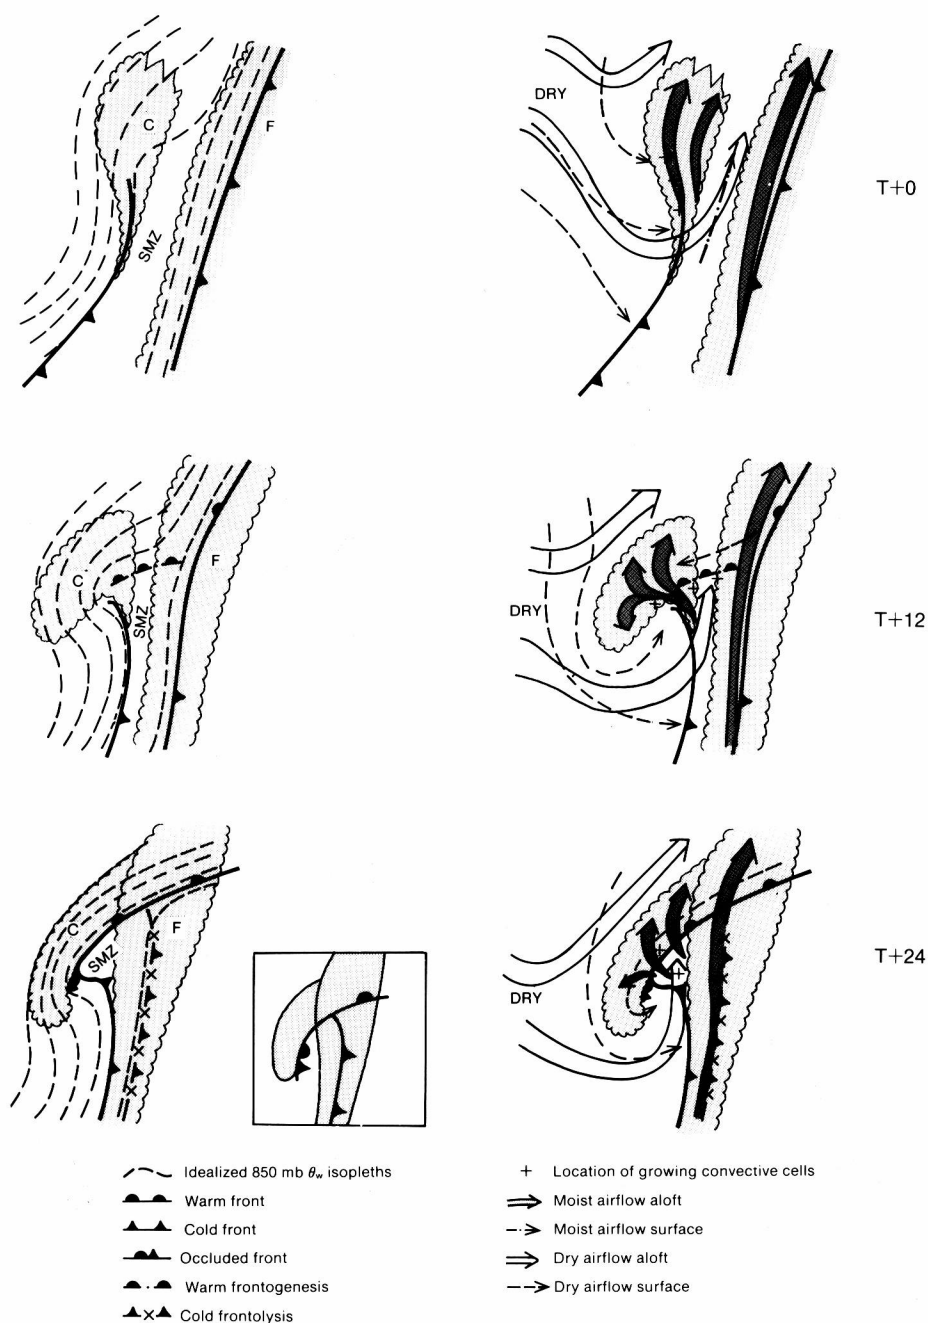 C
F
SMZ
DRY
T+0
C
F
SMZ
DRY
T+12
C
F
SMZ
DRY
T+24
Idealized 850 mb θw isopleths
Warm front
Cold front
Occluded front
Warm frontogenesis
Cold frontolysis
Location of growing convective cells
Moist airflow aloft
Moist airflow surface
Dry airflow aloft
Dry airflow surface